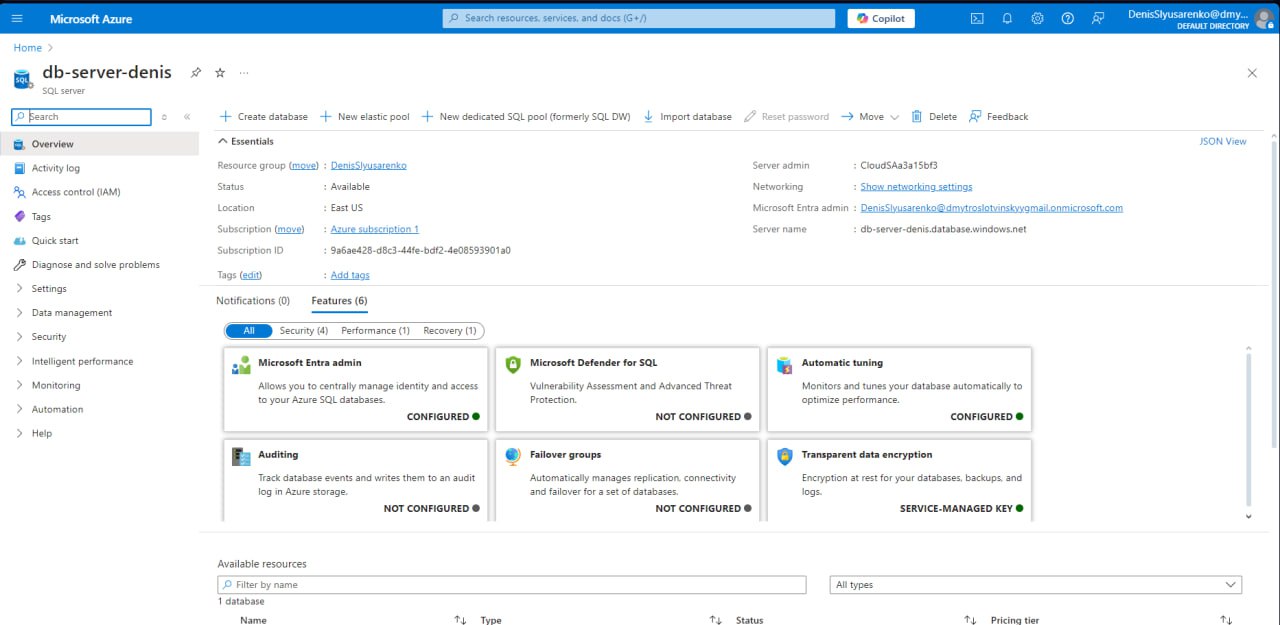 Microsoft Azure
Search resources, services, and docs (G+/)
Copilot
DenisSlyusarenko@dmy...
DEFAULT DIRECTORY
Home
db-server-denis
SQL server
Search
Overview
Activity log
Access control (IAM)
Tags
Quick start
Diagnose and solve problems
Settings
Data management
Security
Intelligent performance
Monitoring
Automation
Help
Create database New elastic pool New dedicated SQL pool (formerly SQL DW) Import database Reset password Move Delete Feedback
Essentials
JSON View
Resource group (move) : DenisSlyusarenko
Status : Available
Location : East US
Subscription (move) : Azure subscription 1
Subscription ID : 9a6ae428-d8c3-44fe-bdf2-4e08593901a0
Tags (edit) : Add tags
Server admin : CloudSAa3a15bf3
Networking : Show networking settings
Microsoft Entra admin : DenisSlyusarenko@dmytroslotvinskyygmail.onmicrosoft.com
Server name : db-server-denis.database.windows.net
Notifications (0) Features (6)
All Security (4) Performance (1) Recovery (1)
Microsoft Entra admin
Allows you to centrally manage identity and access
to your Azure SQL databases.
CONFIGURED
Microsoft Defender for SQL
Vulnerability Assessment and Advanced Threat
Protection.
NOT CONFIGURED
Automatic tuning
Monitors and tunes your database automatically to
optimize performance.
CONFIGURED
Auditing
Track database events and writes them to an audit
log in Azure storage.
NOT CONFIGURED
Failover groups
Automatically manages replication, connectivity
and failover for a set of databases.
NOT CONFIGURED
Transparent data encryption
Encryption at rest for your databases, backups, and
logs.
SERVICE-MANAGED KEY
Available resources
Filter by name
All types
1 database
Name Type Status Pricing tier